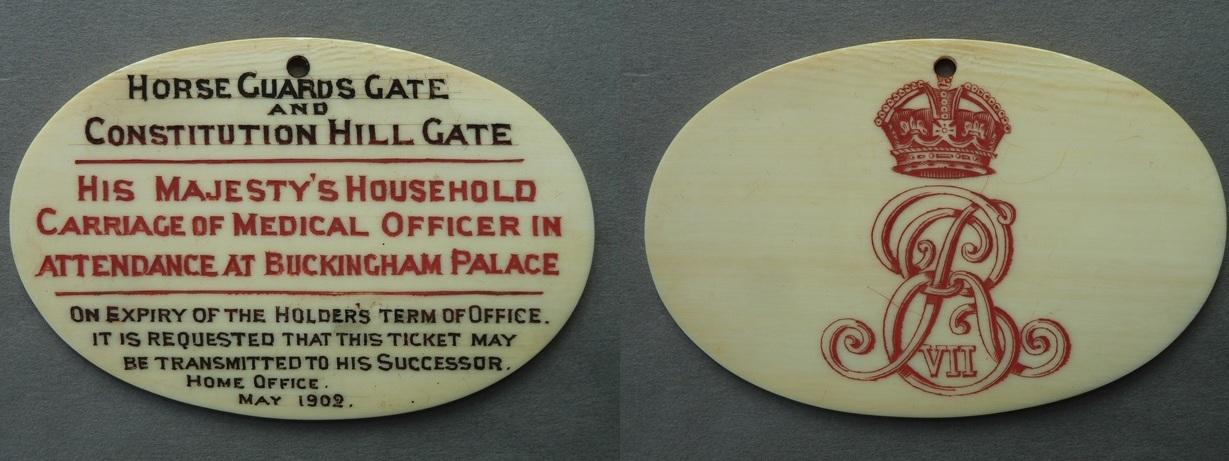 HORSE GUARDS GATE
AND
CONSTITUTION HILL GATE
HIS MAJESTY'S HOUSEHOLD
CARRIAGE OF MEDICAL OFFICER IN
ATTENDANCE AT BUCKINGHAM PALACE
ON EXPIRY OF THE HOLDER'S TERM OF OFFICE.
IT IS REQUESTED THAT THIS TICKET MAY
BE TRANSMITTED TO HIS SUCCESSOR.
HOME OFFICE.
MAY 1902.
ER
VII